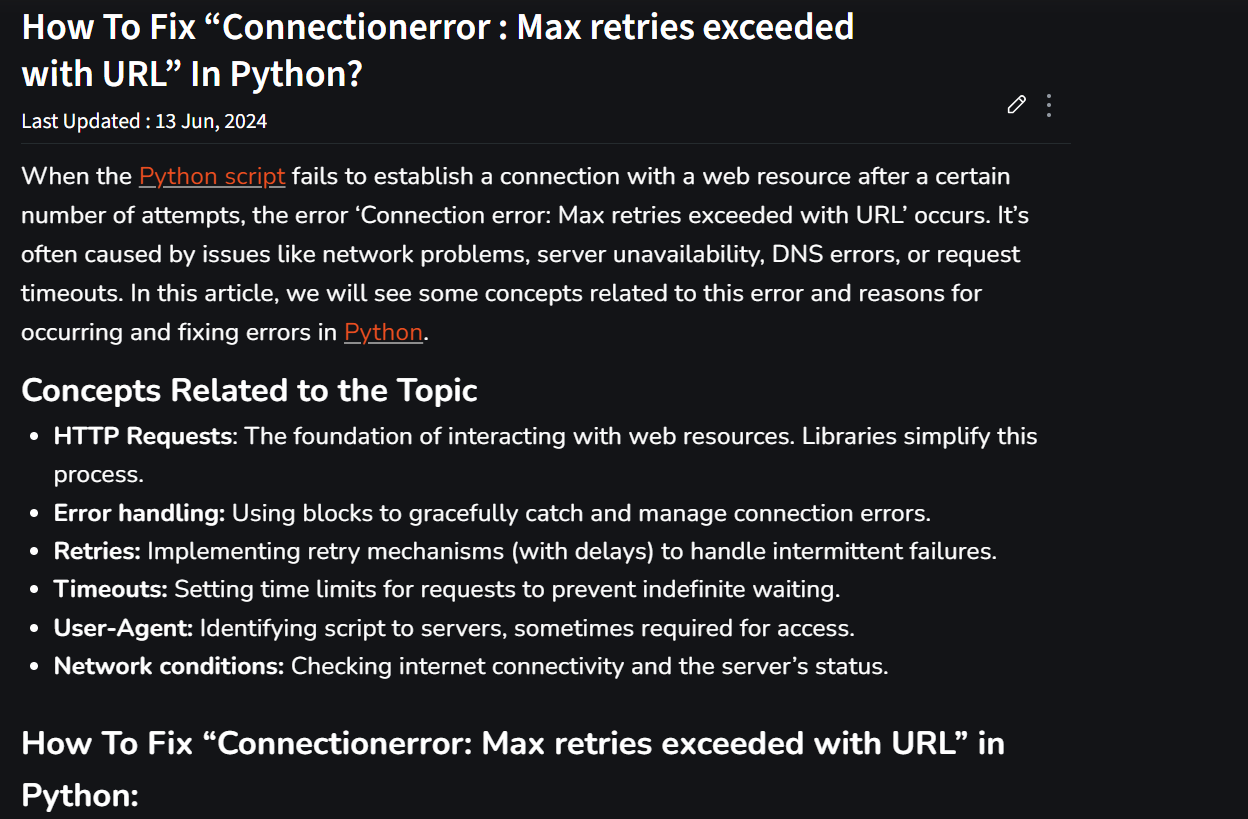 How To Fix “Connectionerror : Max retries exceeded
with URL” In Python?
Last Updated : 13 Jun, 2024
When the Python script fails to establish a connection with a web resource after a certain
number of attempts, the error ‘Connection error: Max retries exceeded with URL’ occurs. It’s
often caused by issues like network problems, server unavailability, DNS errors, or request
timeouts. In this article, we will see some concepts related to this error and reasons for
occurring and fixing errors in Python.
Concepts Related to the Topic
• HTTP Requests: The foundation of interacting with web resources. Libraries simplify this
process.
• Error handling: Using blocks to gracefully catch and manage connection errors.
• Retries: Implementing retry mechanisms (with delays) to handle intermittent failures.
• Timeouts: Setting time limits for requests to prevent indefinite waiting.
• User-Agent: Identifying script to servers, sometimes required for access.
• Network conditions: Checking internet connectivity and the server’s status.
How To Fix “Connectionerror: Max retries exceeded with URL” in
Python: